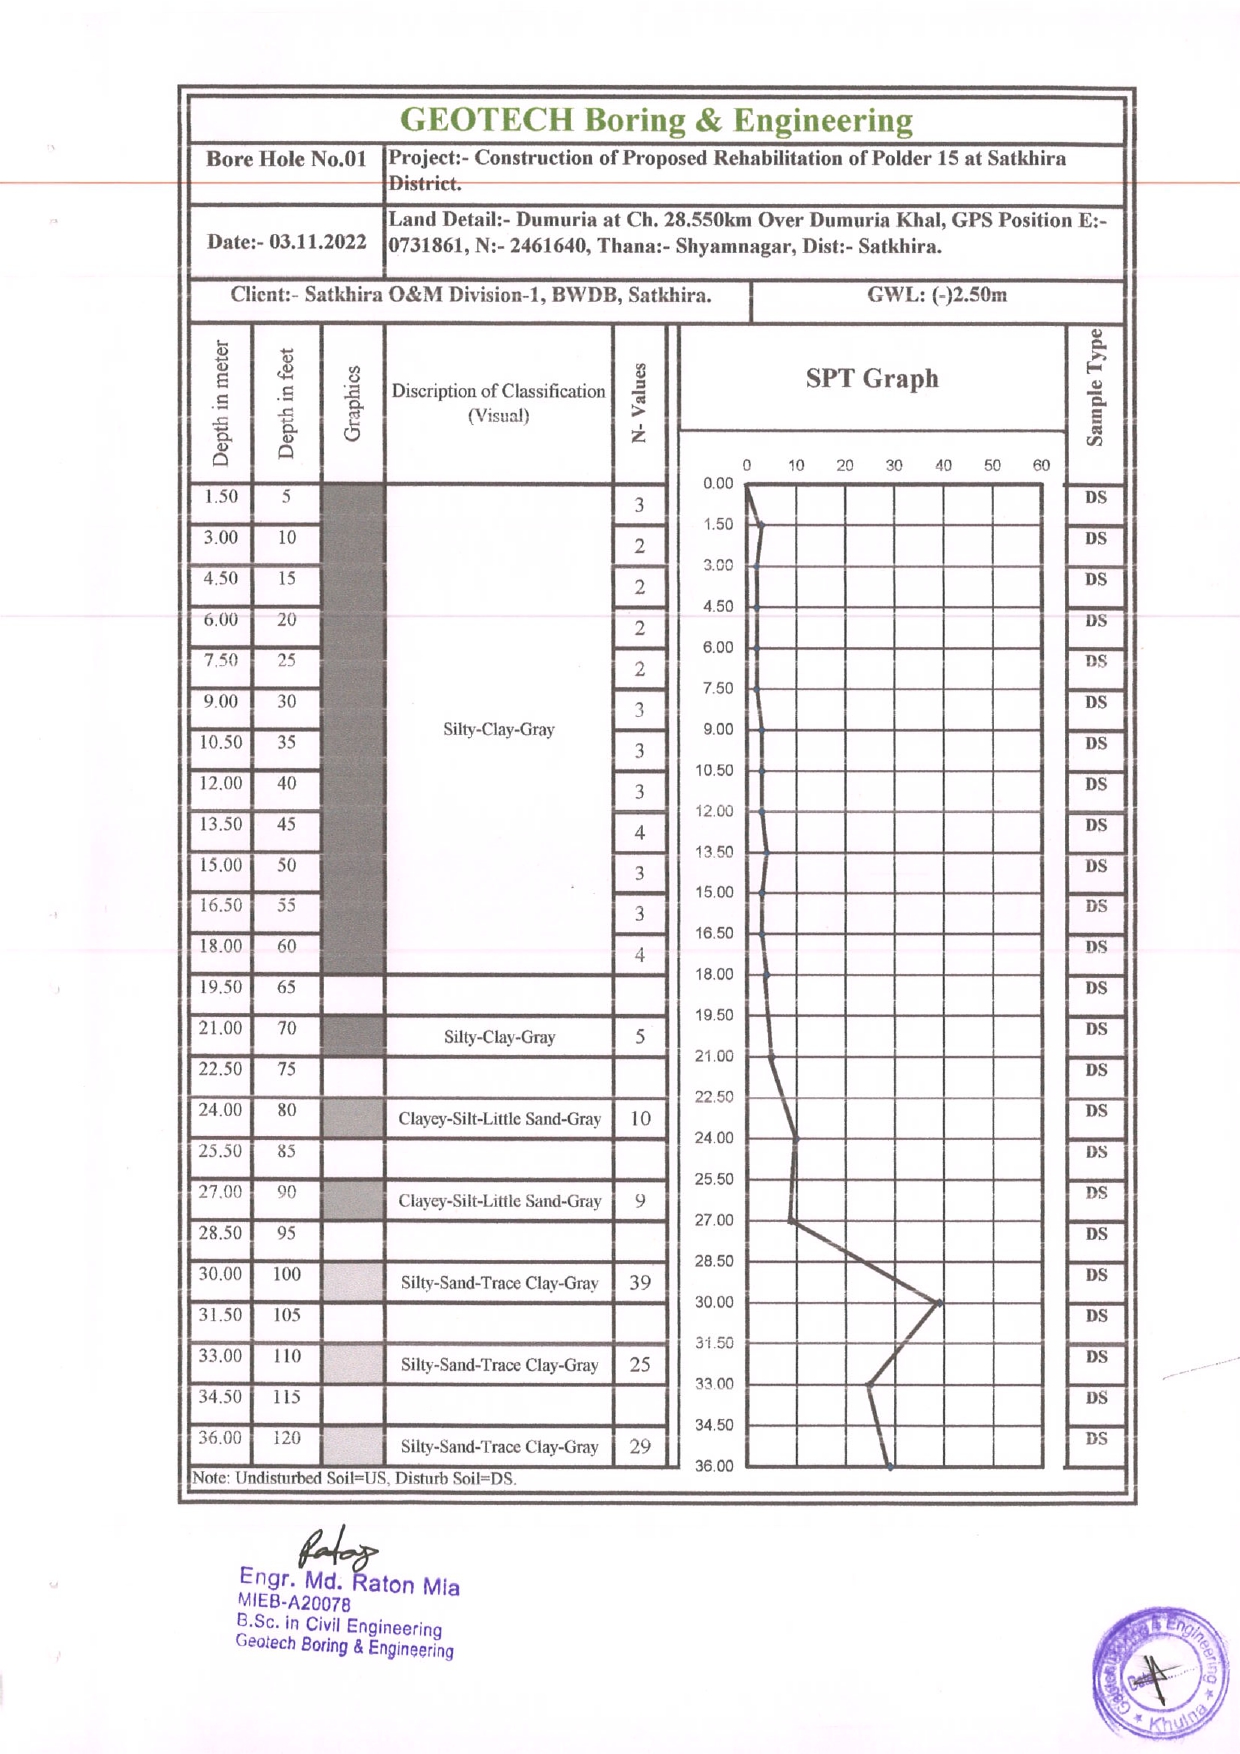 GEOTECH Boring & Engineering
Bore Hole No.01
Project:- Construction of Proposed Rehabilitation of Polder 15 at Satkhira
District.
Date:- 03.11.2022
Land Detail:- Dumuria at Ch. 28.550km Over Dumuria Khal, GPS Position E:-
0731861, N:- 2461640, Thana:- Shyamnagar, Dist:- Satkhira.
Client:- Satkhira O&M Division-1, BWDB, Satkhira.
GWL: (-)2.50m
Depth in meter
Depth in feet
Graphics
Discription of Classification
(Visual)
N- Values
SPT Graph
Sample Type
0 10 20 30 40 50 60
0.00
1.50 5 3 1.50 DS
3.00 10 2 3.00 DS
4.50 15 2 4.50 DS
6.00 20 2 6.00 DS
7.50 25 2 7.50 DS
9.00 30 Silty-Clay-Gray 3 9.00 DS
10.50 35 3 10.50 DS
12.00 40 3 12.00 DS
13.50 45 4 13.50 DS
15.00 50 3 15.00 DS
16.50 55 3 16.50 DS
18.00 60 4 18.00 DS
19.50 65 19.50 DS
21.00 70 Silty-Clay-Gray 5 21.00 DS
22.50 75 22.50 DS
24.00 80 Clayey-Silt-Little Sand-Gray 10 24.00 DS
25.50 85 25.50 DS
27.00 90 Clayey-Silt-Little Sand-Gray 9 27.00 DS
28.50 95 28.50 DS
30.00 100 Silty-Sand-Trace Clay-Gray 39 30.00 DS
31.50 105 31.50 DS
33.00 110 Silty-Sand-Trace Clay-Gray 25 33.00 DS
34.50 115 34.50 DS
36.00 120 Silty-Sand-Trace Clay-Gray 29 36.00 DS
Note: Undisturbed Soil=US, Disturb Soil=DS.
Engr. Md. Raton Mia
MIEB-A20078
B.Sc. in Civil Engineering
Geotech Boring & Engineering
& Engineering
Khulna